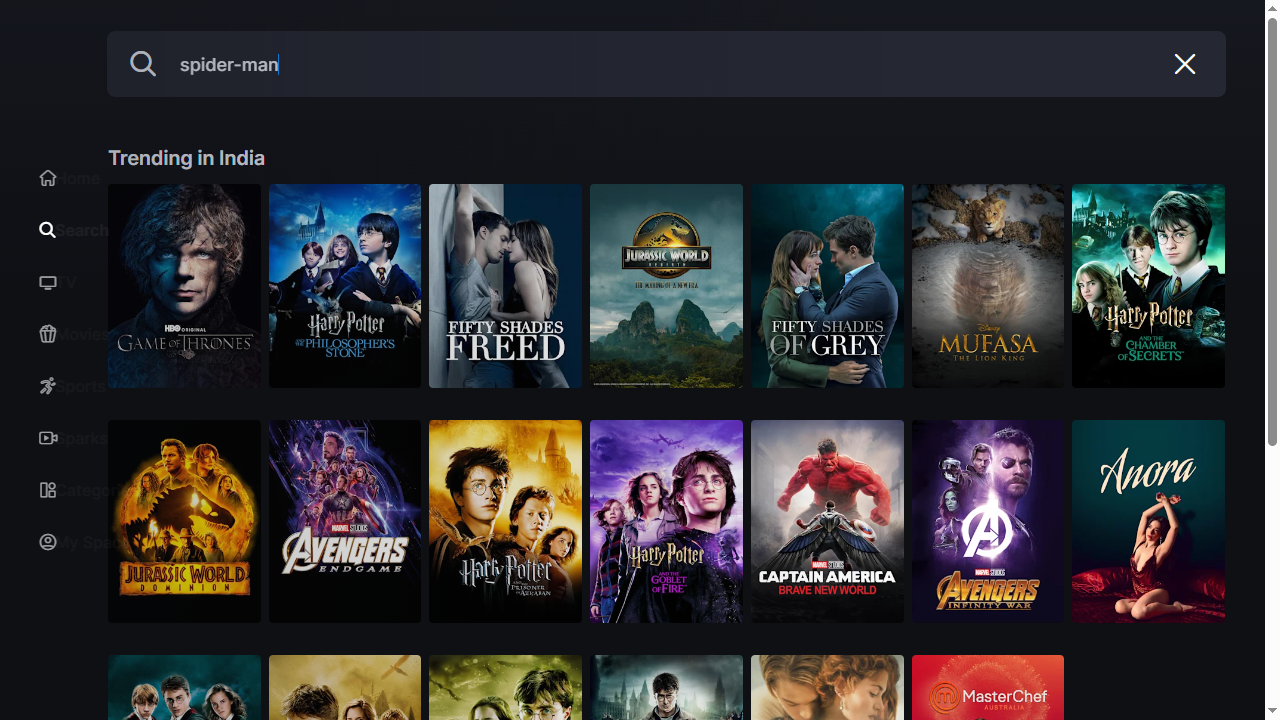 spider-man
Trending in India
Home
Search
TV
Movies
Sports
Sparks
Categor
My Spac
HBO ORIGINAL
GAME OF THRONES
Harry Potter
AND THE
PHILOSOPHER'S
STONE
FIFTY SHADES
FREED
JURASSIC WORLD
REBIRTH
THE MAKING OF A NEW ERA
FIFTY SHADES
OF GREY
Disney
MUFASA
THE LION KING
Harry Potter
AND THE
CHAMBER
OF SECRETS
JURASSIC WORLD
DOMINION
MARVEL STUDIOS
AVENGERS
ENDGAME
Harry Potter
AND THE
PRISONER
OF AZKABAN
Harry Potter
AND THE
GOBLET
OF FIRE
MARVEL STUDIOS
CAPTAIN AMERICA
BRAVE NEW WORLD
MARVEL STUDIOS
AVENGERS
INFINITY WAR
Anora
MasterChef
AUSTRALIA